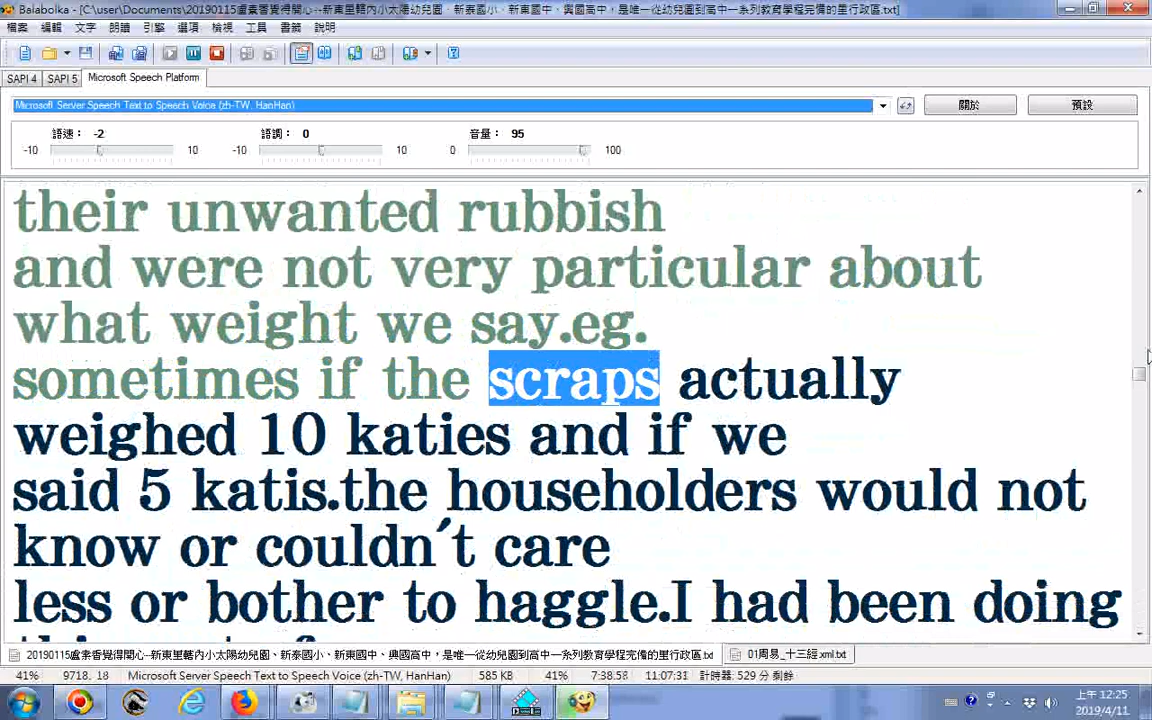 Balabolka - [C:\user\Documents\20190115盧素香覺得開心--新東里轄內小太陽幼兒園、新泰國小、新東國中、興國高中，是唯一從幼兒園到高中一系列教育學程完備的里行政區.txt]
檔案 編輯 文字 朗讀 引擎 選項 檢視 工具 書籤 說明
SAPI 4 SAPI 5 Microsoft Speech Platform
Microsoft Server Speech Text to Speech Voice (zh-TW, HanHan) 關於 預設
語速： -2 語調： 0 音量： 95
-10 10 -10 10 0 100
their unwanted rubbish
and were not very particular about
what weight we say.eg.
sometimes if the scraps actually
weighed 10 katies and if we
said 5 katis.the householders would not
know or couldn't care
less or bother to haggle.I had been doing
20190115盧素香覺得開心--新東里轄內小太陽幼兒園、新泰國小、新東國中、興國高中，是唯一從幼兒園到高中一系列教育學程完備的里行政區.txt 01周易_十三經.xml.txt
41% 9718, 18 Microsoft Server Speech Text to Speech Voice (zh-TW, HanHan) 585 KB 41% 7:38.58 11:07:31 計時器: 529 分 剩餘
上午 12:25
2019/4/11